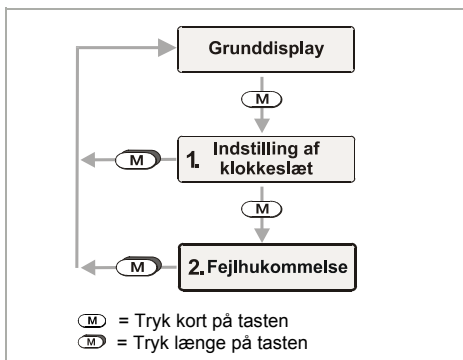 Grunddisplay
M
1. Indstilling af
klokkeslæt
M
M
2. Fejlhukommelse
M
M = Tryk kort på tasten
M = Tryk længe på tasten